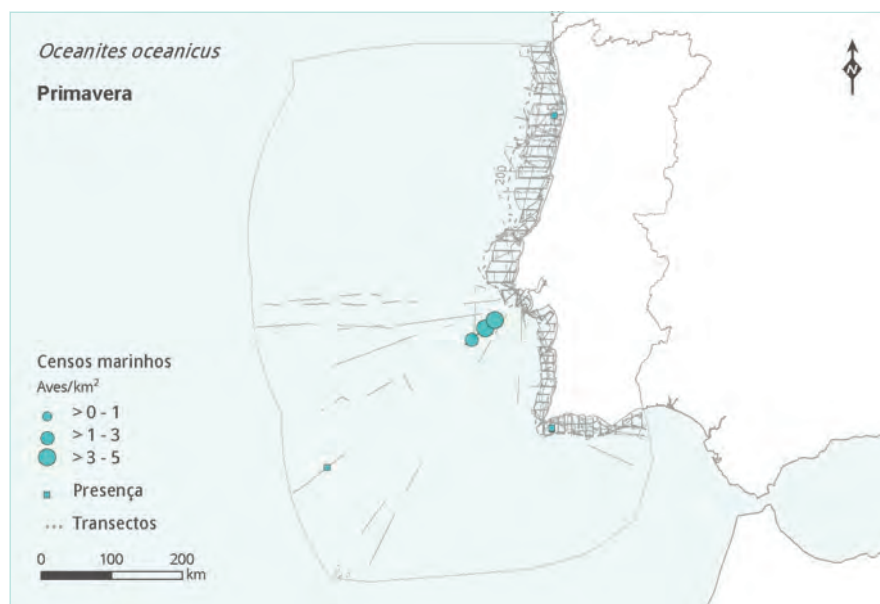 Oceanites oceanicus
Primavera
N
200
Censos marinhos
Aves/km²
> 0 - 1
> 1 - 3
> 3 - 5
Presença
Transectos
0 100 200
km